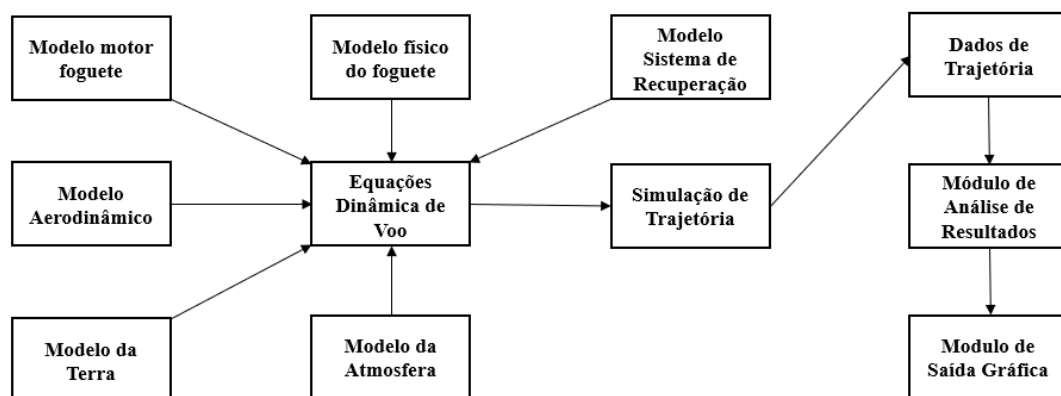 Modelo motor
foguete
Modelo físico
do foguete
Modelo
Sistema de
Recuperação
Dados de
Trajetória
Modelo
Aerodinâmico
Equações
Dinâmica de
Voo
Simulação de
Trajetória
Módulo de
Análise de
Resultados
Modelo da
Terra
Modelo da
Atmosfera
Modulo de
Saída Gráfica